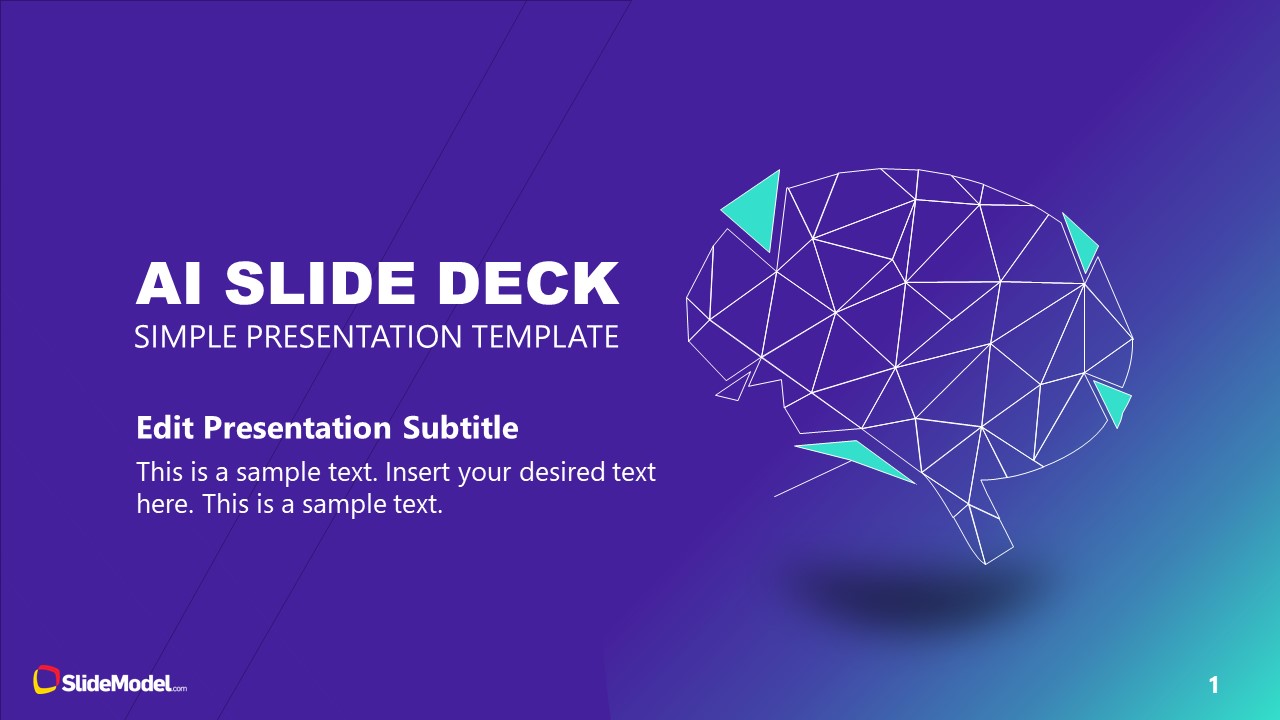 AI SLIDE DECK
SIMPLE PRESENTATION TEMPLATE
Edit Presentation Subtitle
This is a sample text. Insert your desired text
here. This is a sample text.
SlideModel.com
1